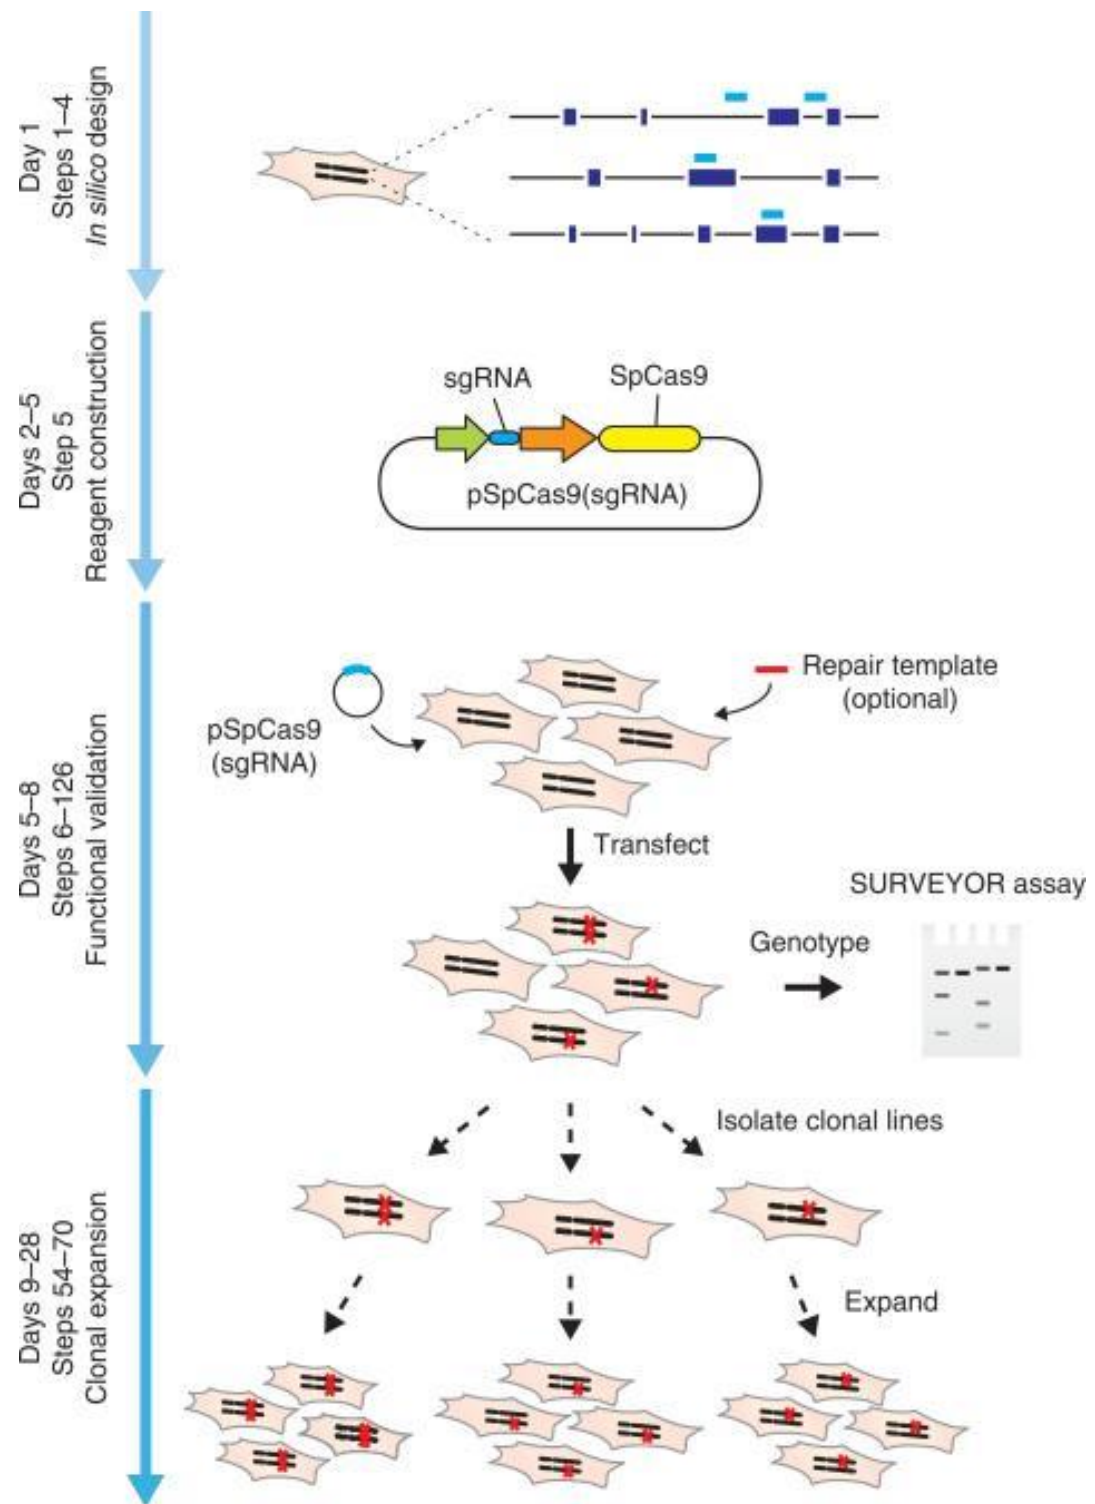 Day 1
Steps 1–4
In silico design
Days 2–5
Step 5
Reagent construction
sgRNA
SpCas9
pSpCas9(sgRNA)
Days 5–8
Steps 6–126
Functional validation
pSpCas9
(sgRNA)
Repair template
(optional)
Transfect
SURVEYOR assay
Genotype
Days 9–28
Steps 54–70
Clonal expansion
Isolate clonal lines
Expand